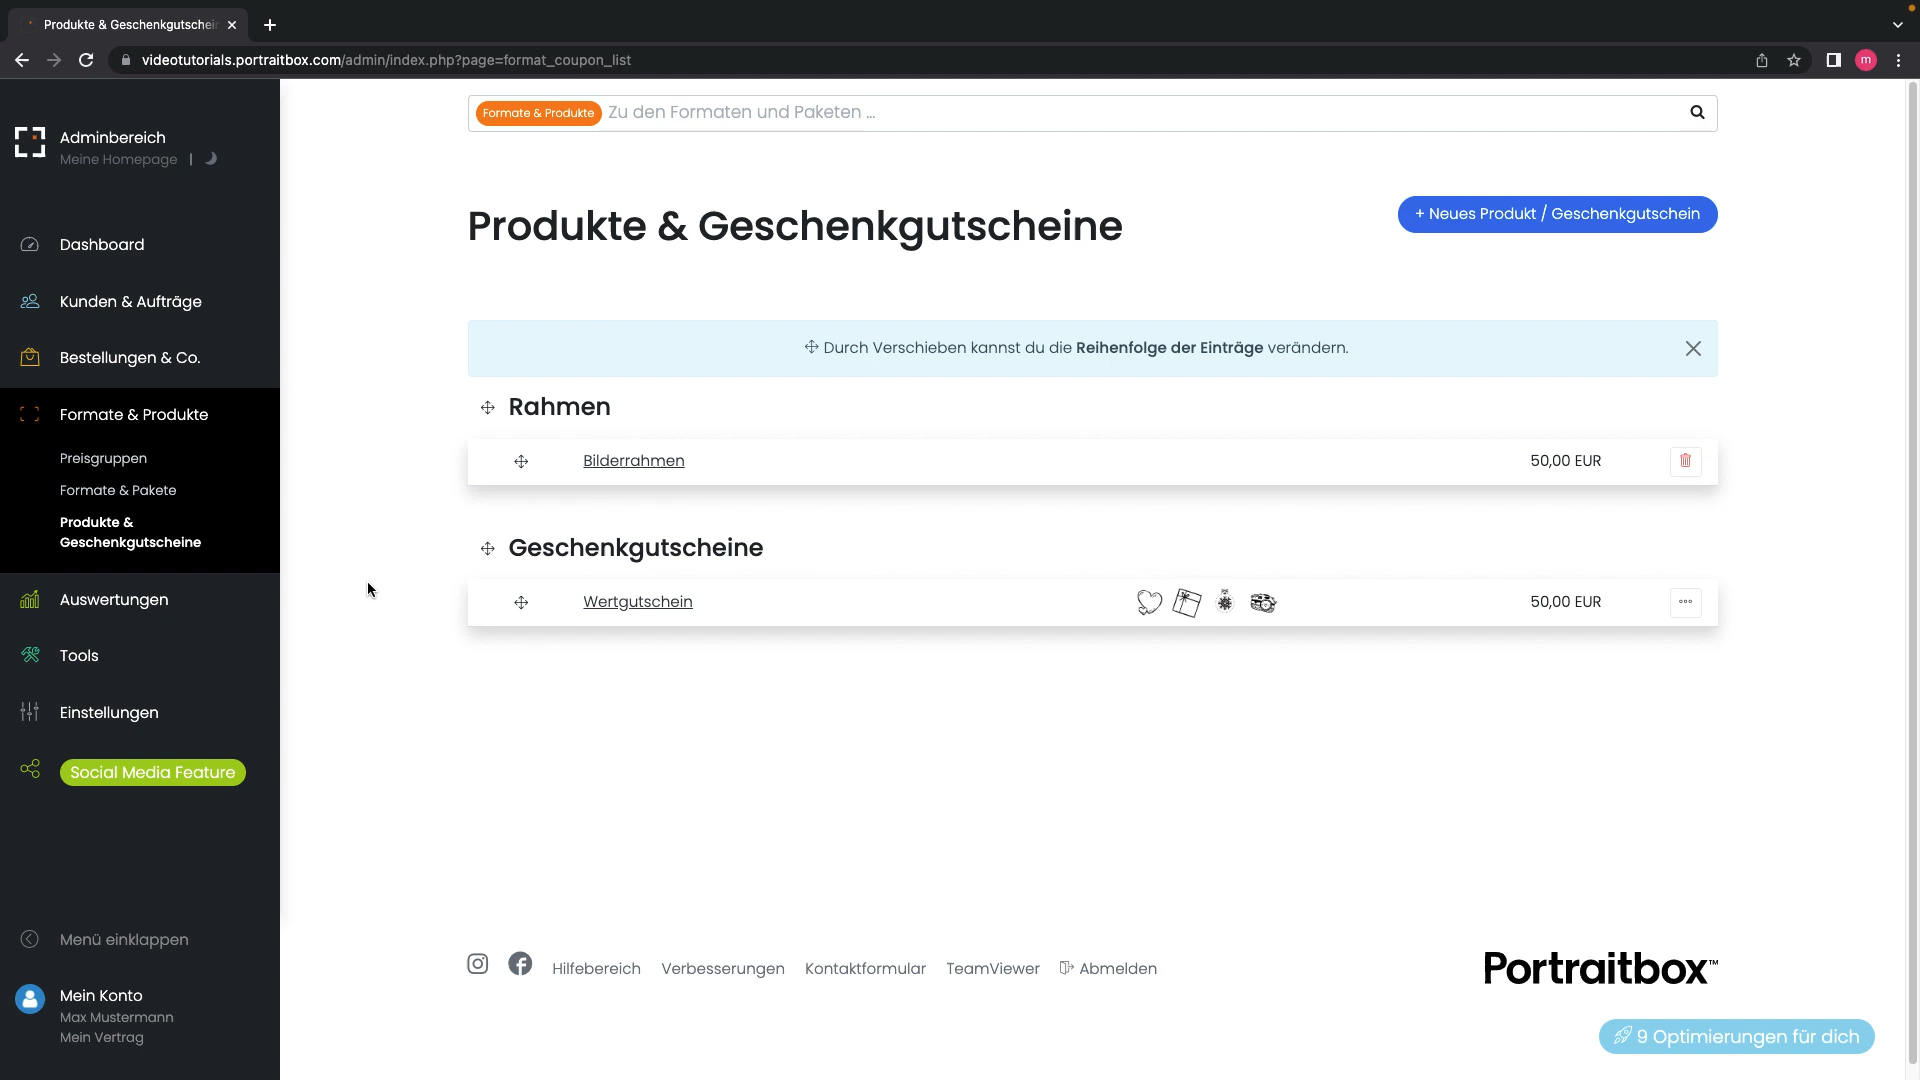 Produkte & Geschenkgutschei
videotutorials.portraitbox.com/admin/index.php?page=format_coupon_list
m
Adminbereich
Meine Homepage |
Dashboard
Kunden & Aufträge
Bestellungen & Co.
Formate & Produkte
Preisgruppen
Formate & Pakete
Produkte &
Geschenkgutscheine
Auswertungen
Tools
Einstellungen
Social Media Feature
Menü einklappen
Mein Konto
Max Mustermann
Mein Vertrag
Formate & Produkte Zu den Formaten und Paketen ...
Produkte & Geschenkgutscheine
+ Neues Produkt / Geschenkgutschein
Durch Verschieben kannst du die Reihenfolge der Einträge verändern.
Rahmen
Bilderrahmen 50,00 EUR
Geschenkgutscheine
Wertgutschein 50,00 EUR
Hilfebereich Verbesserungen Kontaktformular TeamViewer Abmelden
Portraitbox™
9 Optimierungen für dich